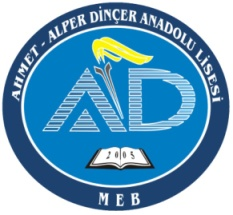 AHMET - ALPER DİNÇER ANADOLU LİSESİ
AD
2005
MEB